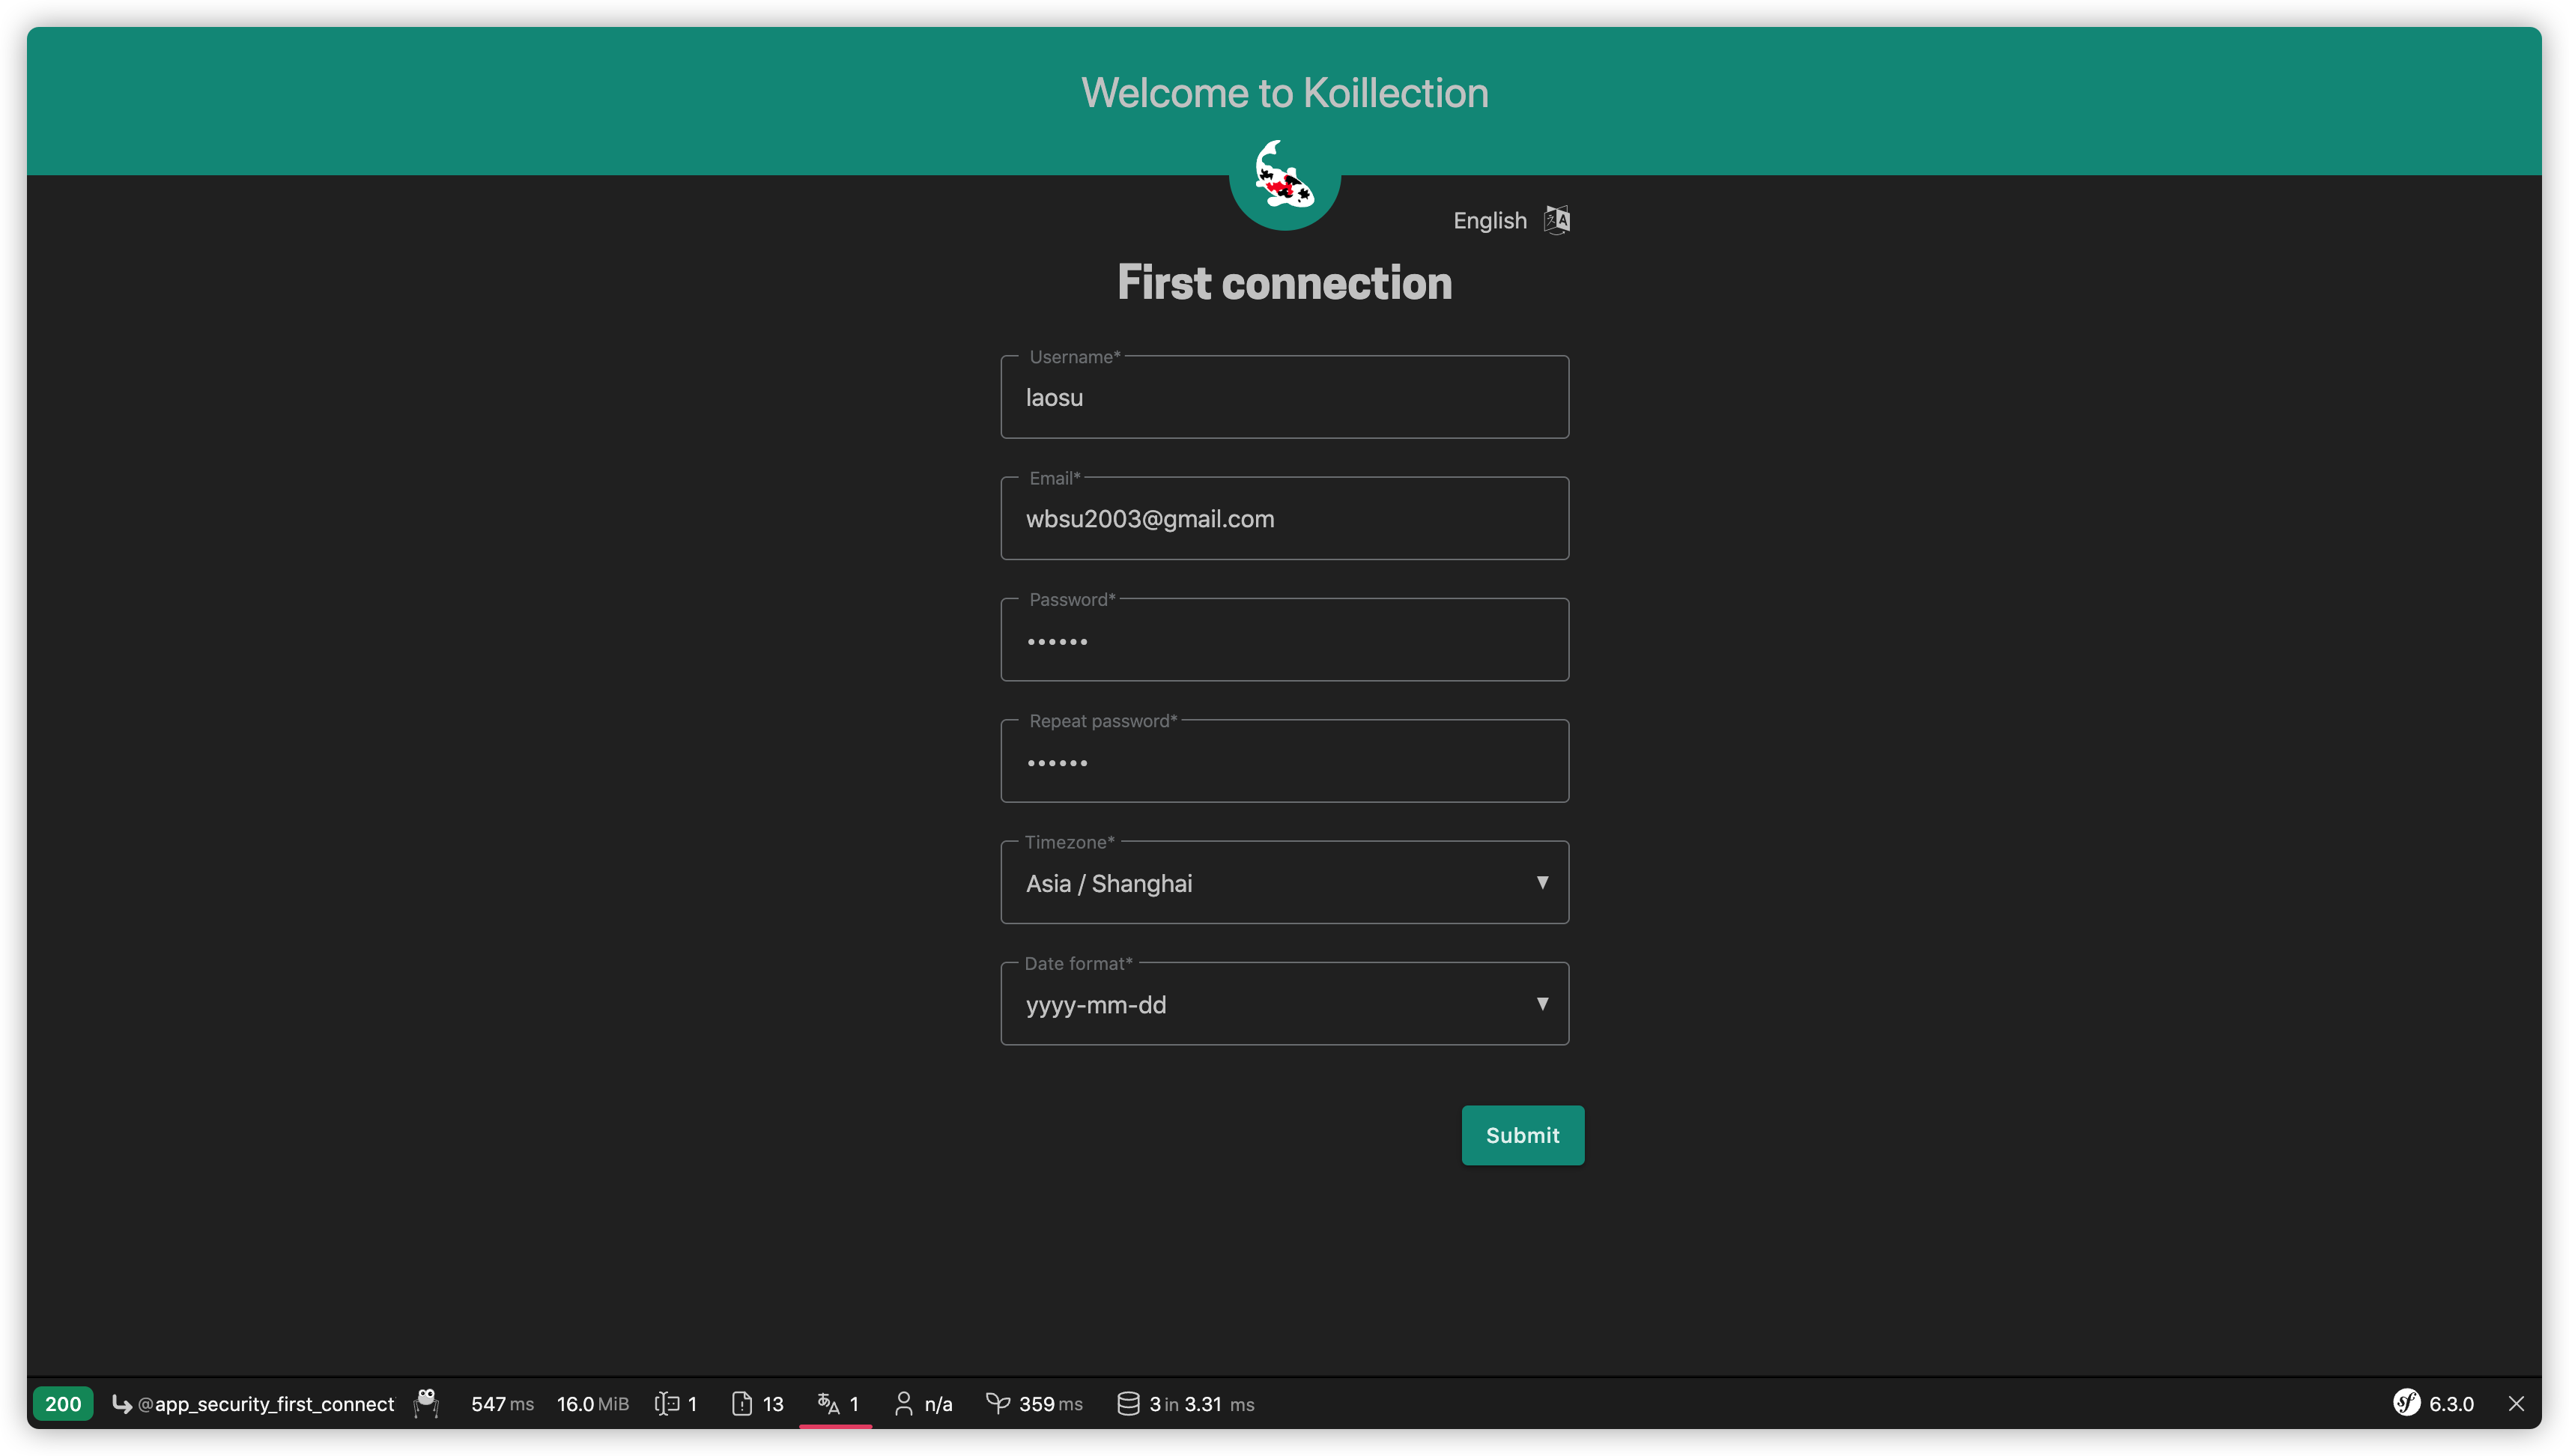 Welcome to Koillection
English
First connection
Username*
laosu
Email*
wbsu2003@gmail.com
Password*
••••••
Repeat password*
••••••
Timezone*
Asia / Shanghai
Date format*
yyyy-mm-dd
Submit
200 @app_security_first_connect 547 ms 16.0 MiB 1 13 1 n/a 359 ms 3 in 3.31 ms 6.3.0